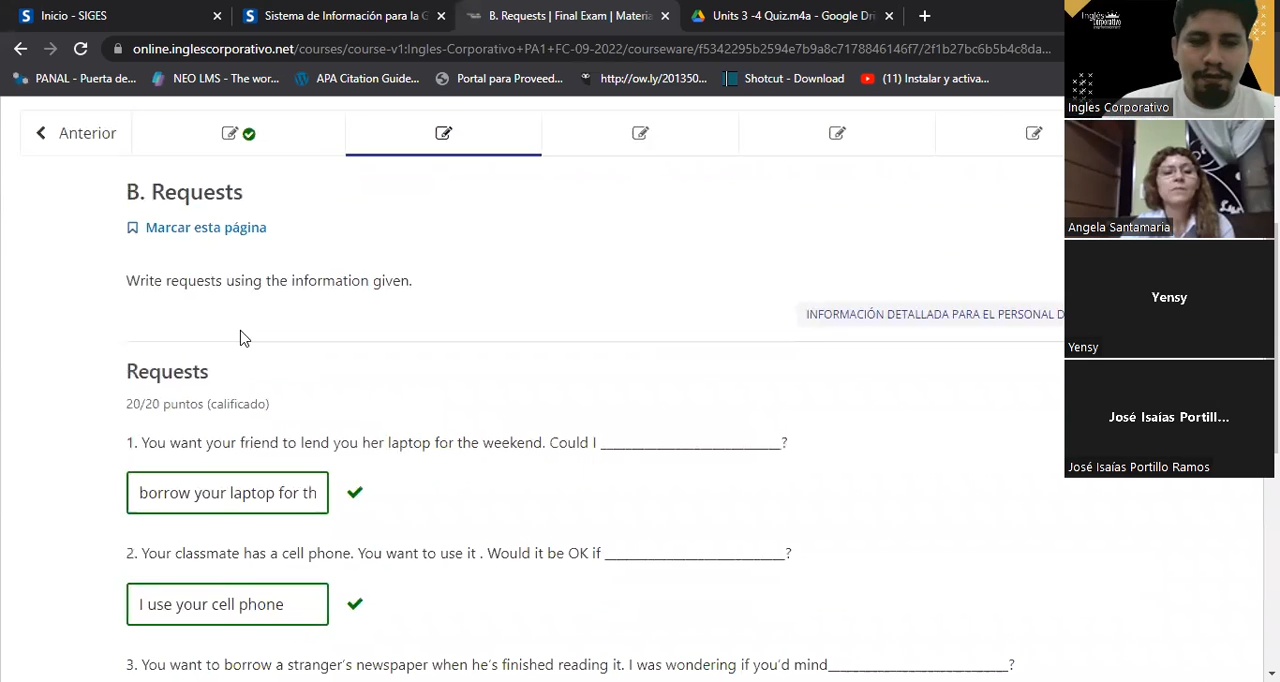 Inicio - SIGES
Sistema de Información para la G
B. Requests | Final Exam | Materia
Units 3 -4 Quiz.m4a - Google Dri
online.inglescorporativo.net/courses/course-v1:Ingles-Corporativo+PA1+FC-09-2022/courseware/f5342295b2594e7b9a8c7178846146f7/2f1b27bc6b5b4c8da...
PANAL - Puerta de...
NEO LMS - The wor...
APA Citation Guide...
Portal para Proveed...
http://ow.ly/201350...
Shotcut - Download
(11) Instalar y activa...
Anterior
B. Requests
Marcar esta página
Write requests using the information given.
INFORMACIÓN DETALLADA PARA EL PERSONAL D
Requests
20/20 puntos (calificado)
1. You want your friend to lend you her laptop for the weekend. Could I ___________________________?
borrow your laptop for th
2. Your classmate has a cell phone. You want to use it . Would it be OK if ___________________________?
I use your cell phone
3. You want to borrow a stranger's newspaper when he's finished reading it. I was wondering if you'd mind___________________________?
Inglés
Corporativo
Ingles Corporativo
Angela Santamaria
Yensy
Yensy
José Isaías Portill...
José Isaías Portillo Ramos